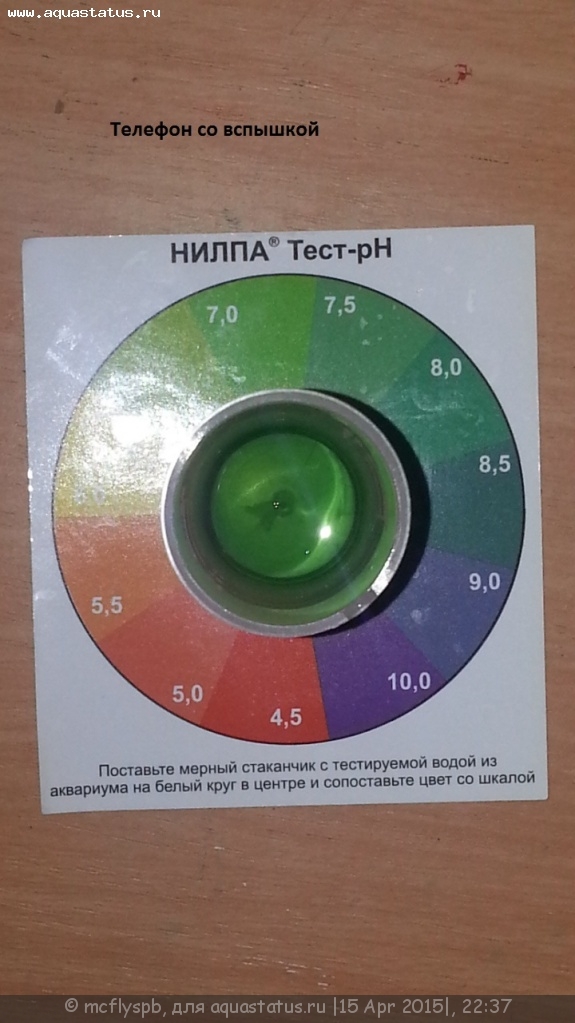 www.aquastatus.ru
Телефон со вспышкой
НИЛПА® Тест-pH
7,0
7,5
8,0
8,5
9,0
10,0
4,5
5,0
5,5
Поставьте мерный стаканчик с тестируемой водой из
аквариума на белый круг в центре и сопоставьте цвет со шкалой
© mcflyspb, для aquastatus.ru |15 Apr 2015|, 22:37